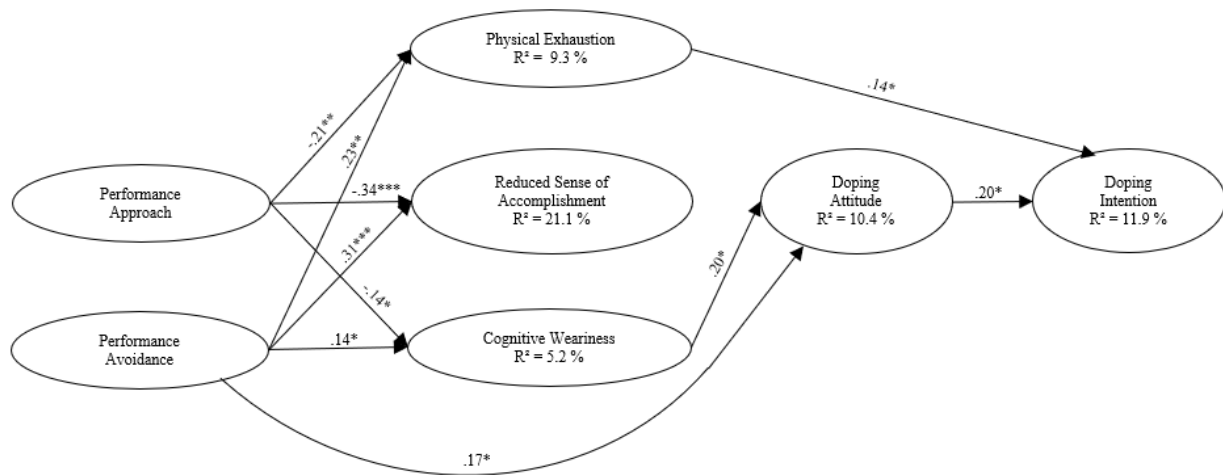 Physical Exhaustion
R² = 9.3 %
.14*
-.21**
.23**
Performance
Approach
-.34***
Reduced Sense of
Accomplishment
R² = 21.1 %
Doping
Attitude
R² = 10.4 %
.20*
Doping
Intention
R² = 11.9 %
.31***
-.14*
.20*
Performance
Avoidance
.14*
Cognitive Weariness
R² = 5.2 %
.17*